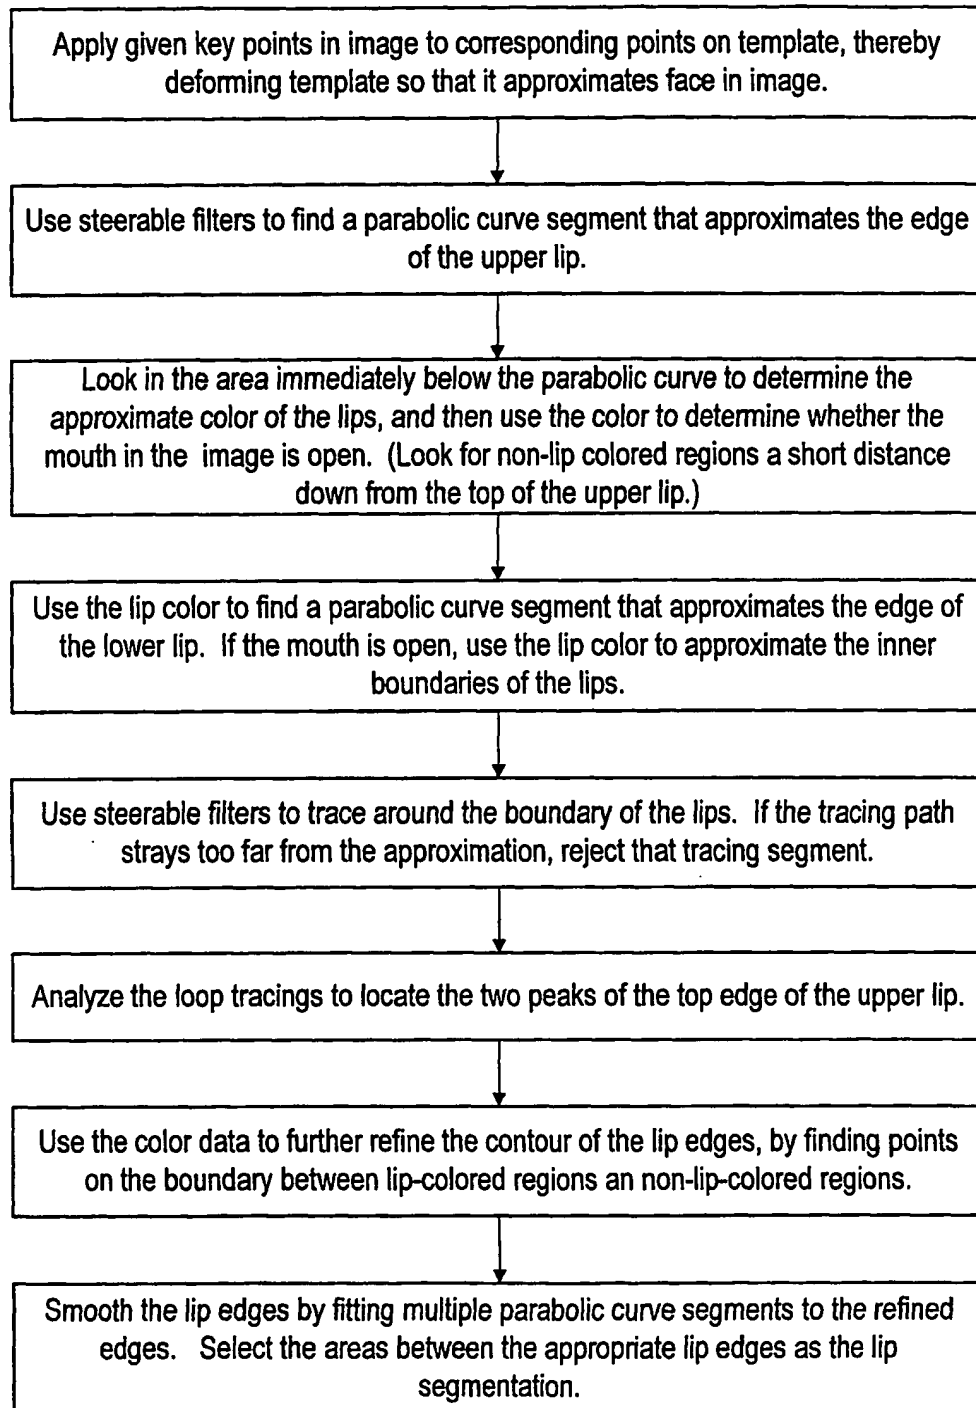 Apply given key points in image to corresponding points on template, thereby
deforming template so that it approximates face in image.
Use steerable filters to find a parabolic curve segment that approximates the edge
of the upper lip.
Look in the area immediately below the parabolic curve to determine the
approximate color of the lips, and then use the color to determine whether the
mouth in the image is open. (Look for non-lip colored regions a short distance
down from the top of the upper lip.)
Use the lip color to find a parabolic curve segment that approximates the edge of
the lower lip. If the mouth is open, use the lip color to approximate the inner
boundaries of the lips.
Use steerable filters to trace around the boundary of the lips. If the tracing path
strays too far from the approximation, reject that tracing segment.
Analyze the loop tracings to locate the two peaks of the top edge of the upper lip.
Use the color data to further refine the contour of the lip edges, by finding points
on the boundary between lip-colored regions an non-lip-colored regions.
Smooth the lip edges by fitting multiple parabolic curve segments to the refined
edges. Select the areas between the appropriate lip edges as the lip
segmentation.